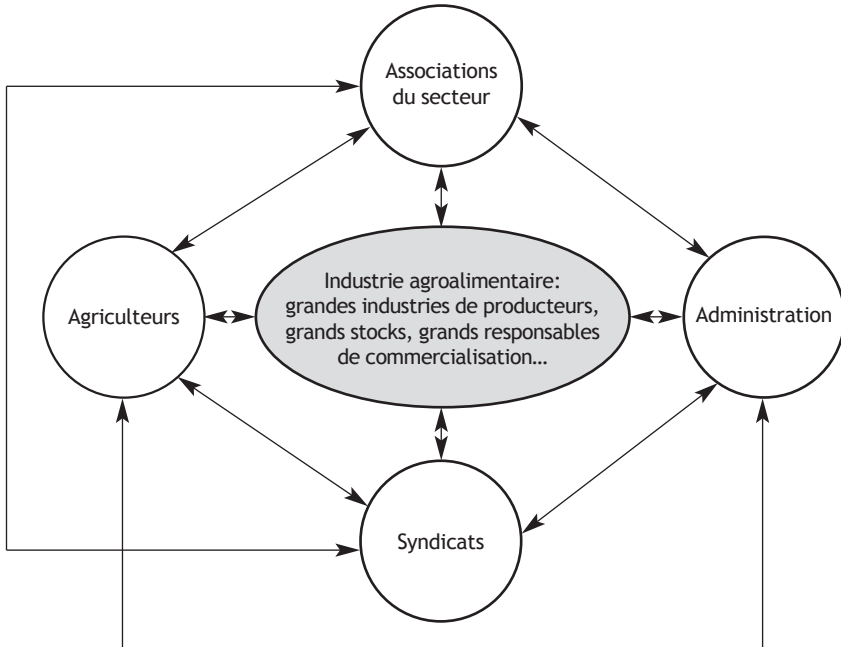 Associations
du secteur
Industrie agroalimentaire:
grandes industries de producteurs,
grands stocks, grands responsables
de commercialisation...
Agriculteurs
Administration
Syndicats